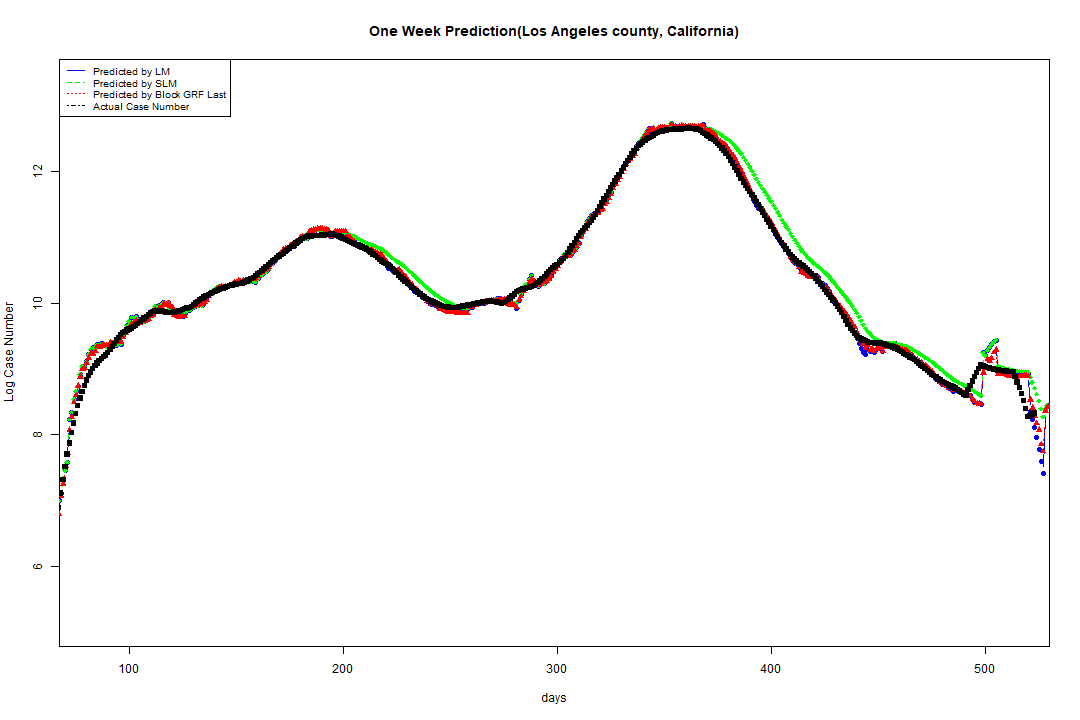 One Week Prediction(Los Angeles county, California)
Predicted by LM
Predicted by SLM
Predicted by Block GRF Last
Actual Case Number
12
10
8
6
Log Case Number
100 200 300 400 500
days